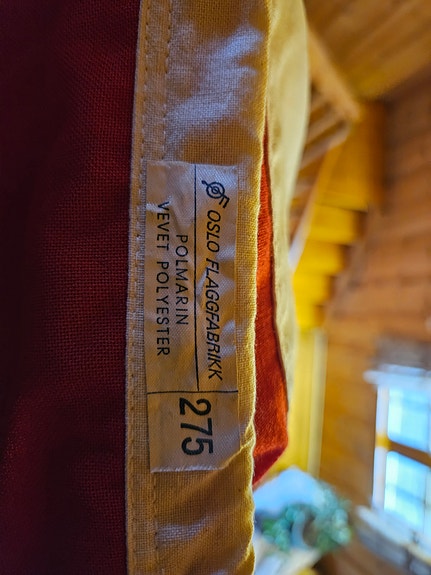 OSLO FLAGGFABRIKK
POLMARIN
VEVET POLYESTER
275